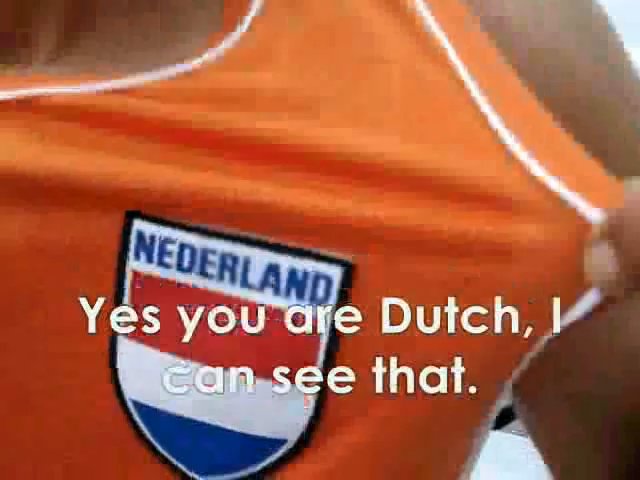 NEDERLAND
Yes you are Dutch, I
can see that.